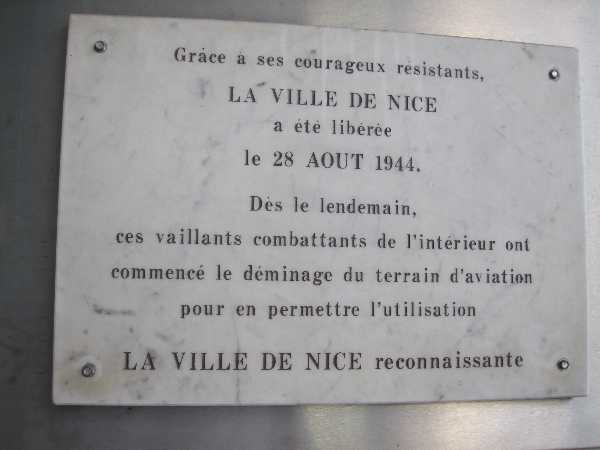 Grâce à ses courageux résistants,
LA VILLE DE NICE
a été libérée
le 28 AOUT 1944.
Dès le lendemain,
ces vaillants combattants de l'intérieur ont
commencé le déminage du terrain d'aviation
pour en permettre l'utilisation
LA VILLE DE NICE reconnaissante